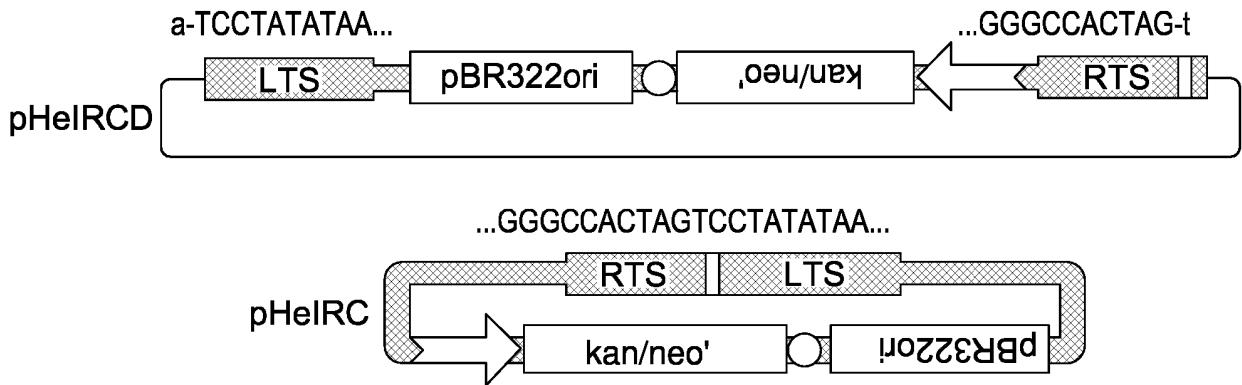 a-TCCTATATAA... ...GGGCCACTAG-t
LTS pBR322ori kan/neo' RTS
pHelRCD
...GGGCCACTAGTCCTATATAA...
RTS LTS
pHelRC
kan/neo' pBR322ori